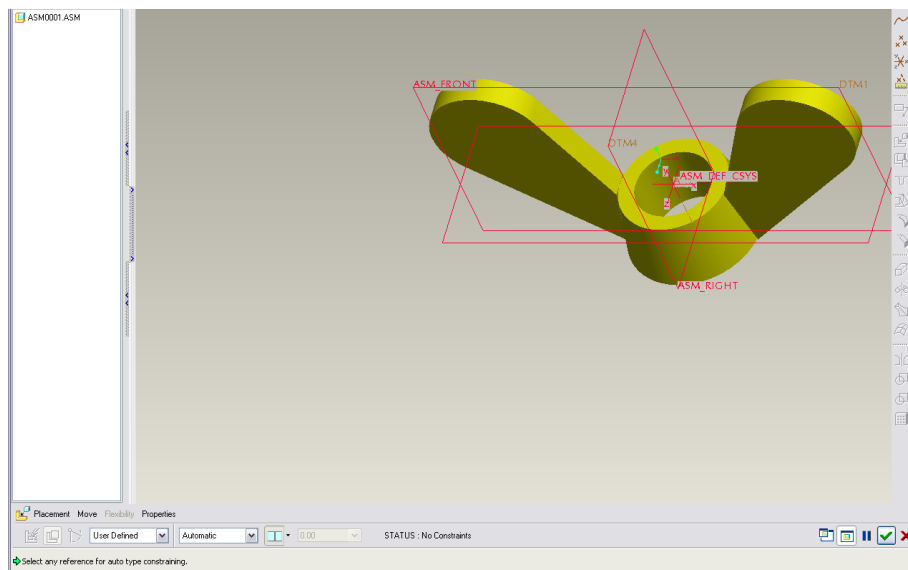 ASM0001.ASM
ASM_FRONT
DTM1
DTM4
ASM_DEF_CSYS
X
Z
ASM_RIGHT
Placement Move Flexibility Properties
User Defined Automatic 0.00 STATUS : No Constraints
Select any reference for auto type constraining.